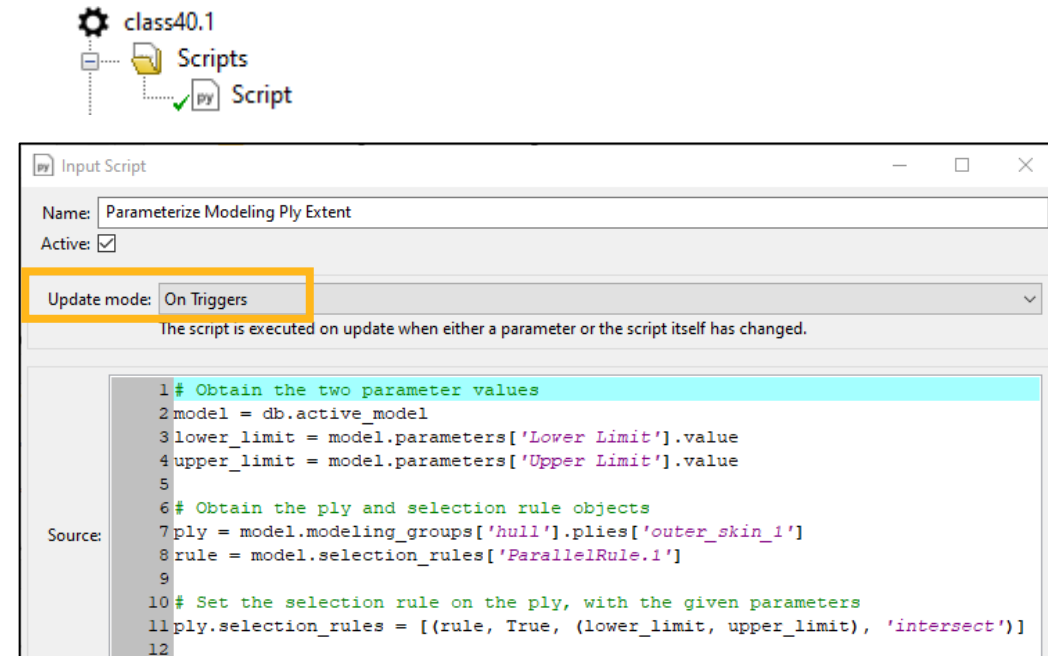 class40.1
Scripts
py Script
py Input Script
Name: Parameterize Modeling Ply Extent
Active:
Update mode: On Triggers
The script is executed on update when either a parameter or the script itself has changed.
Source:
1 # Obtain the two parameter values
2 model = db.active_model
3 lower_limit = model.parameters['Lower Limit'].value
4 upper_limit = model.parameters['Upper Limit'].value
5
6 # Obtain the ply and selection rule objects
7 ply = model.modeling_groups['hull'].plies['outer_skin_1']
8 rule = model.selection_rules['ParallelRule.1']
9
10 # Set the selection rule on the ply, with the given parameters
11 ply.selection_rules = [(rule, True, (lower_limit, upper_limit), 'intersect')]
12